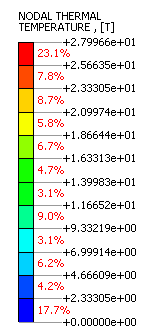 NODAL THERMAL
TEMPERATURE , [T]
+2.79966e+01
23.1%
+2.56635e+01
7.8%
+2.33305e+01
8.7%
+2.09974e+01
5.8%
+1.86644e+01
6.7%
+1.63313e+01
4.7%
+1.39983e+01
3.1%
+1.16652e+01
9.0%
+9.33219e+00
3.1%
+6.99914e+00
6.2%
+4.66609e+00
4.2%
+2.33305e+00
17.7%
+0.00000e+00